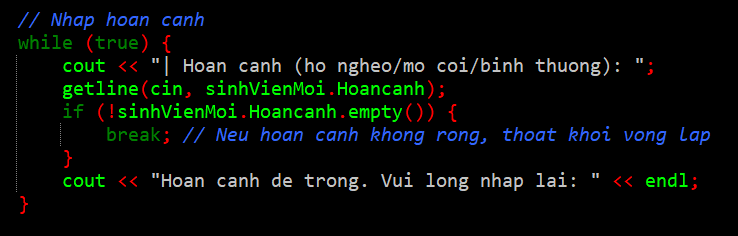 // Nhap hoan canh
while (true) {
cout << "| Hoan canh (ho ngheo/mo coi/binh thuong): ";
getline(cin, sinhVienMoi.Hoancanh);
if (!sinhVienMoi.Hoancanh.empty()) {
break; // Neu hoan canh khong rong, thoat khoi vong lap
}
cout << "Hoan canh de trong. Vui long nhap lai: " << endl;
}